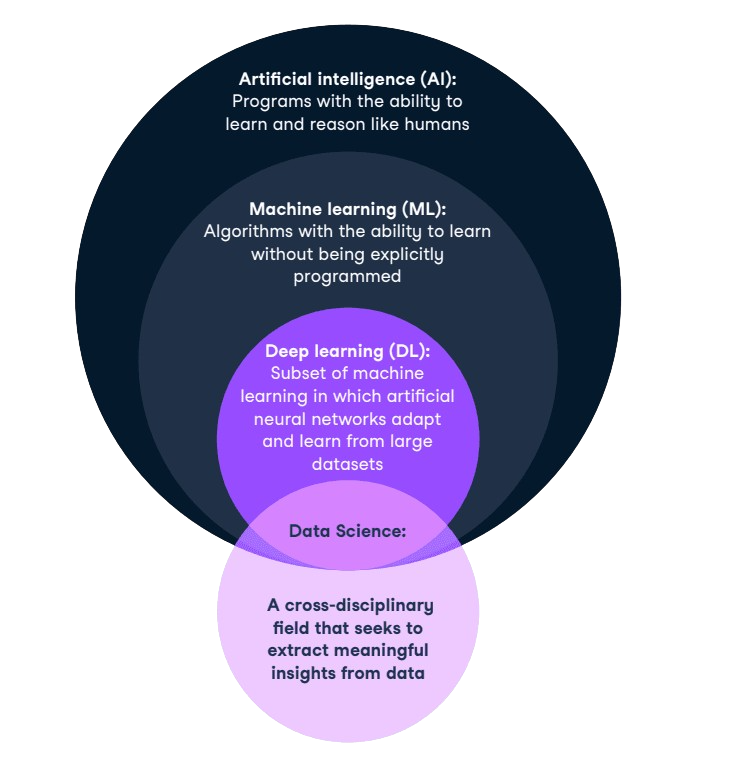 Artificial intelligence (AI):
Programs with the ability to
learn and reason like humans
Machine learning (ML):
Algorithms with the ability to learn
without being explicitly
programmed
Deep learning (DL):
Subset of machine
learning in which artificial
neural networks adapt
and learn from large
datasets
Data Science:
A cross-disciplinary
field that seeks to
extract meaningful
insights from data